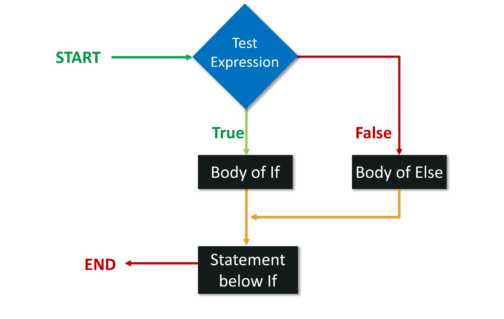 START
Test
Expression
True
False
Body of If
Body of Else
Statement
below If
END